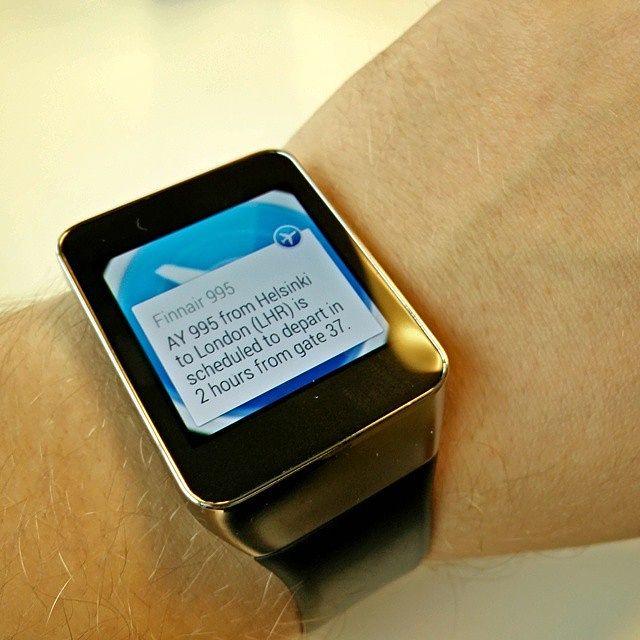 Finnair 995
AY 995 from Helsinki
to London (LHR) is
scheduled to depart in
2 hours from gate 37.